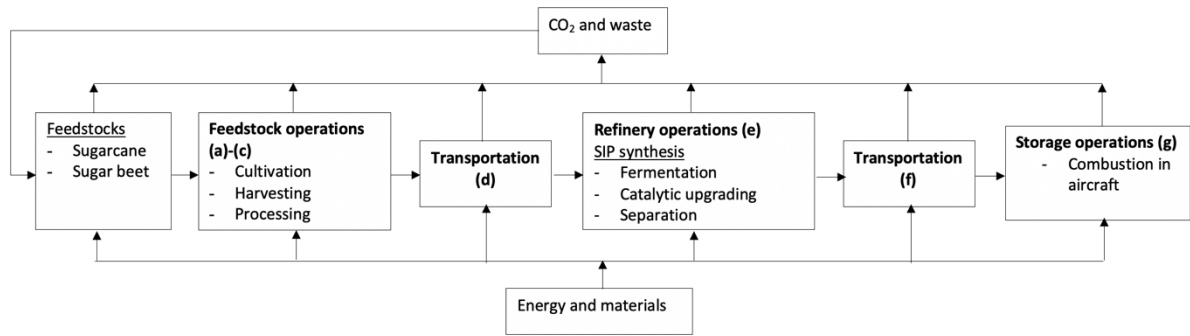 CO₂ and waste
Feedstocks
- Sugarcane
- Sugar beet
Feedstock operations
(a)-(c)
- Cultivation
- Harvesting
- Processing
Transportation
(d)
Refinery operations (e)
SIP synthesis
- Fermentation
- Catalytic upgrading
- Separation
Transportation
(f)
Storage operations (g)
- Combustion in
aircraft
Energy and materials